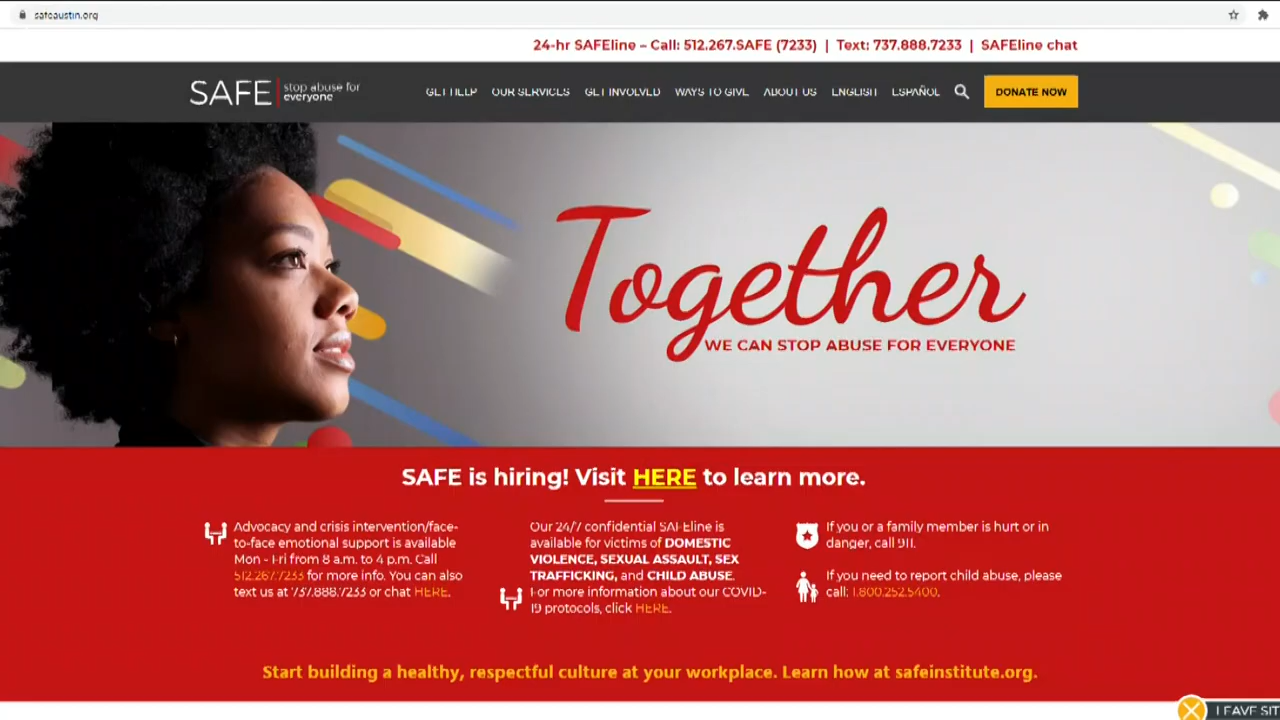 safeaustin.org
24-hr SAFEline – Call: 512.267.SAFE (7233) | Text: 737.888.7233 | SAFEline chat
SAFE stop abuse for everyone
GET HELP OUR SERVICES GET INVOLVED WAYS TO GIVE ABOUT US ENGLISH ESPAÑOL DONATE NOW
Together
WE CAN STOP ABUSE FOR EVERYONE
SAFE is hiring! Visit HERE to learn more.
Advocacy and crisis intervention/face-
to-face emotional support is available
Mon - Fri from 8 a.m. to 4 p.m. Call
512.267.7233 for more info. You can also
text us at 737.888.7233 or chat HERE.
Our 24/7 confidential SAFEline is
available for victims of DOMESTIC
VIOLENCE, SEXUAL ASSAULT, SEX
TRAFFICKING, and CHILD ABUSE.
For more information about our COVID-
19 protocols, click HERE.
If you or a family member is hurt or in
danger, call 911.
If you need to report child abuse, please
call: 1.800.252.5400.
Start building a healthy, respectful culture at your workplace. Learn how at safeinstitute.org.
LEAVE SIT